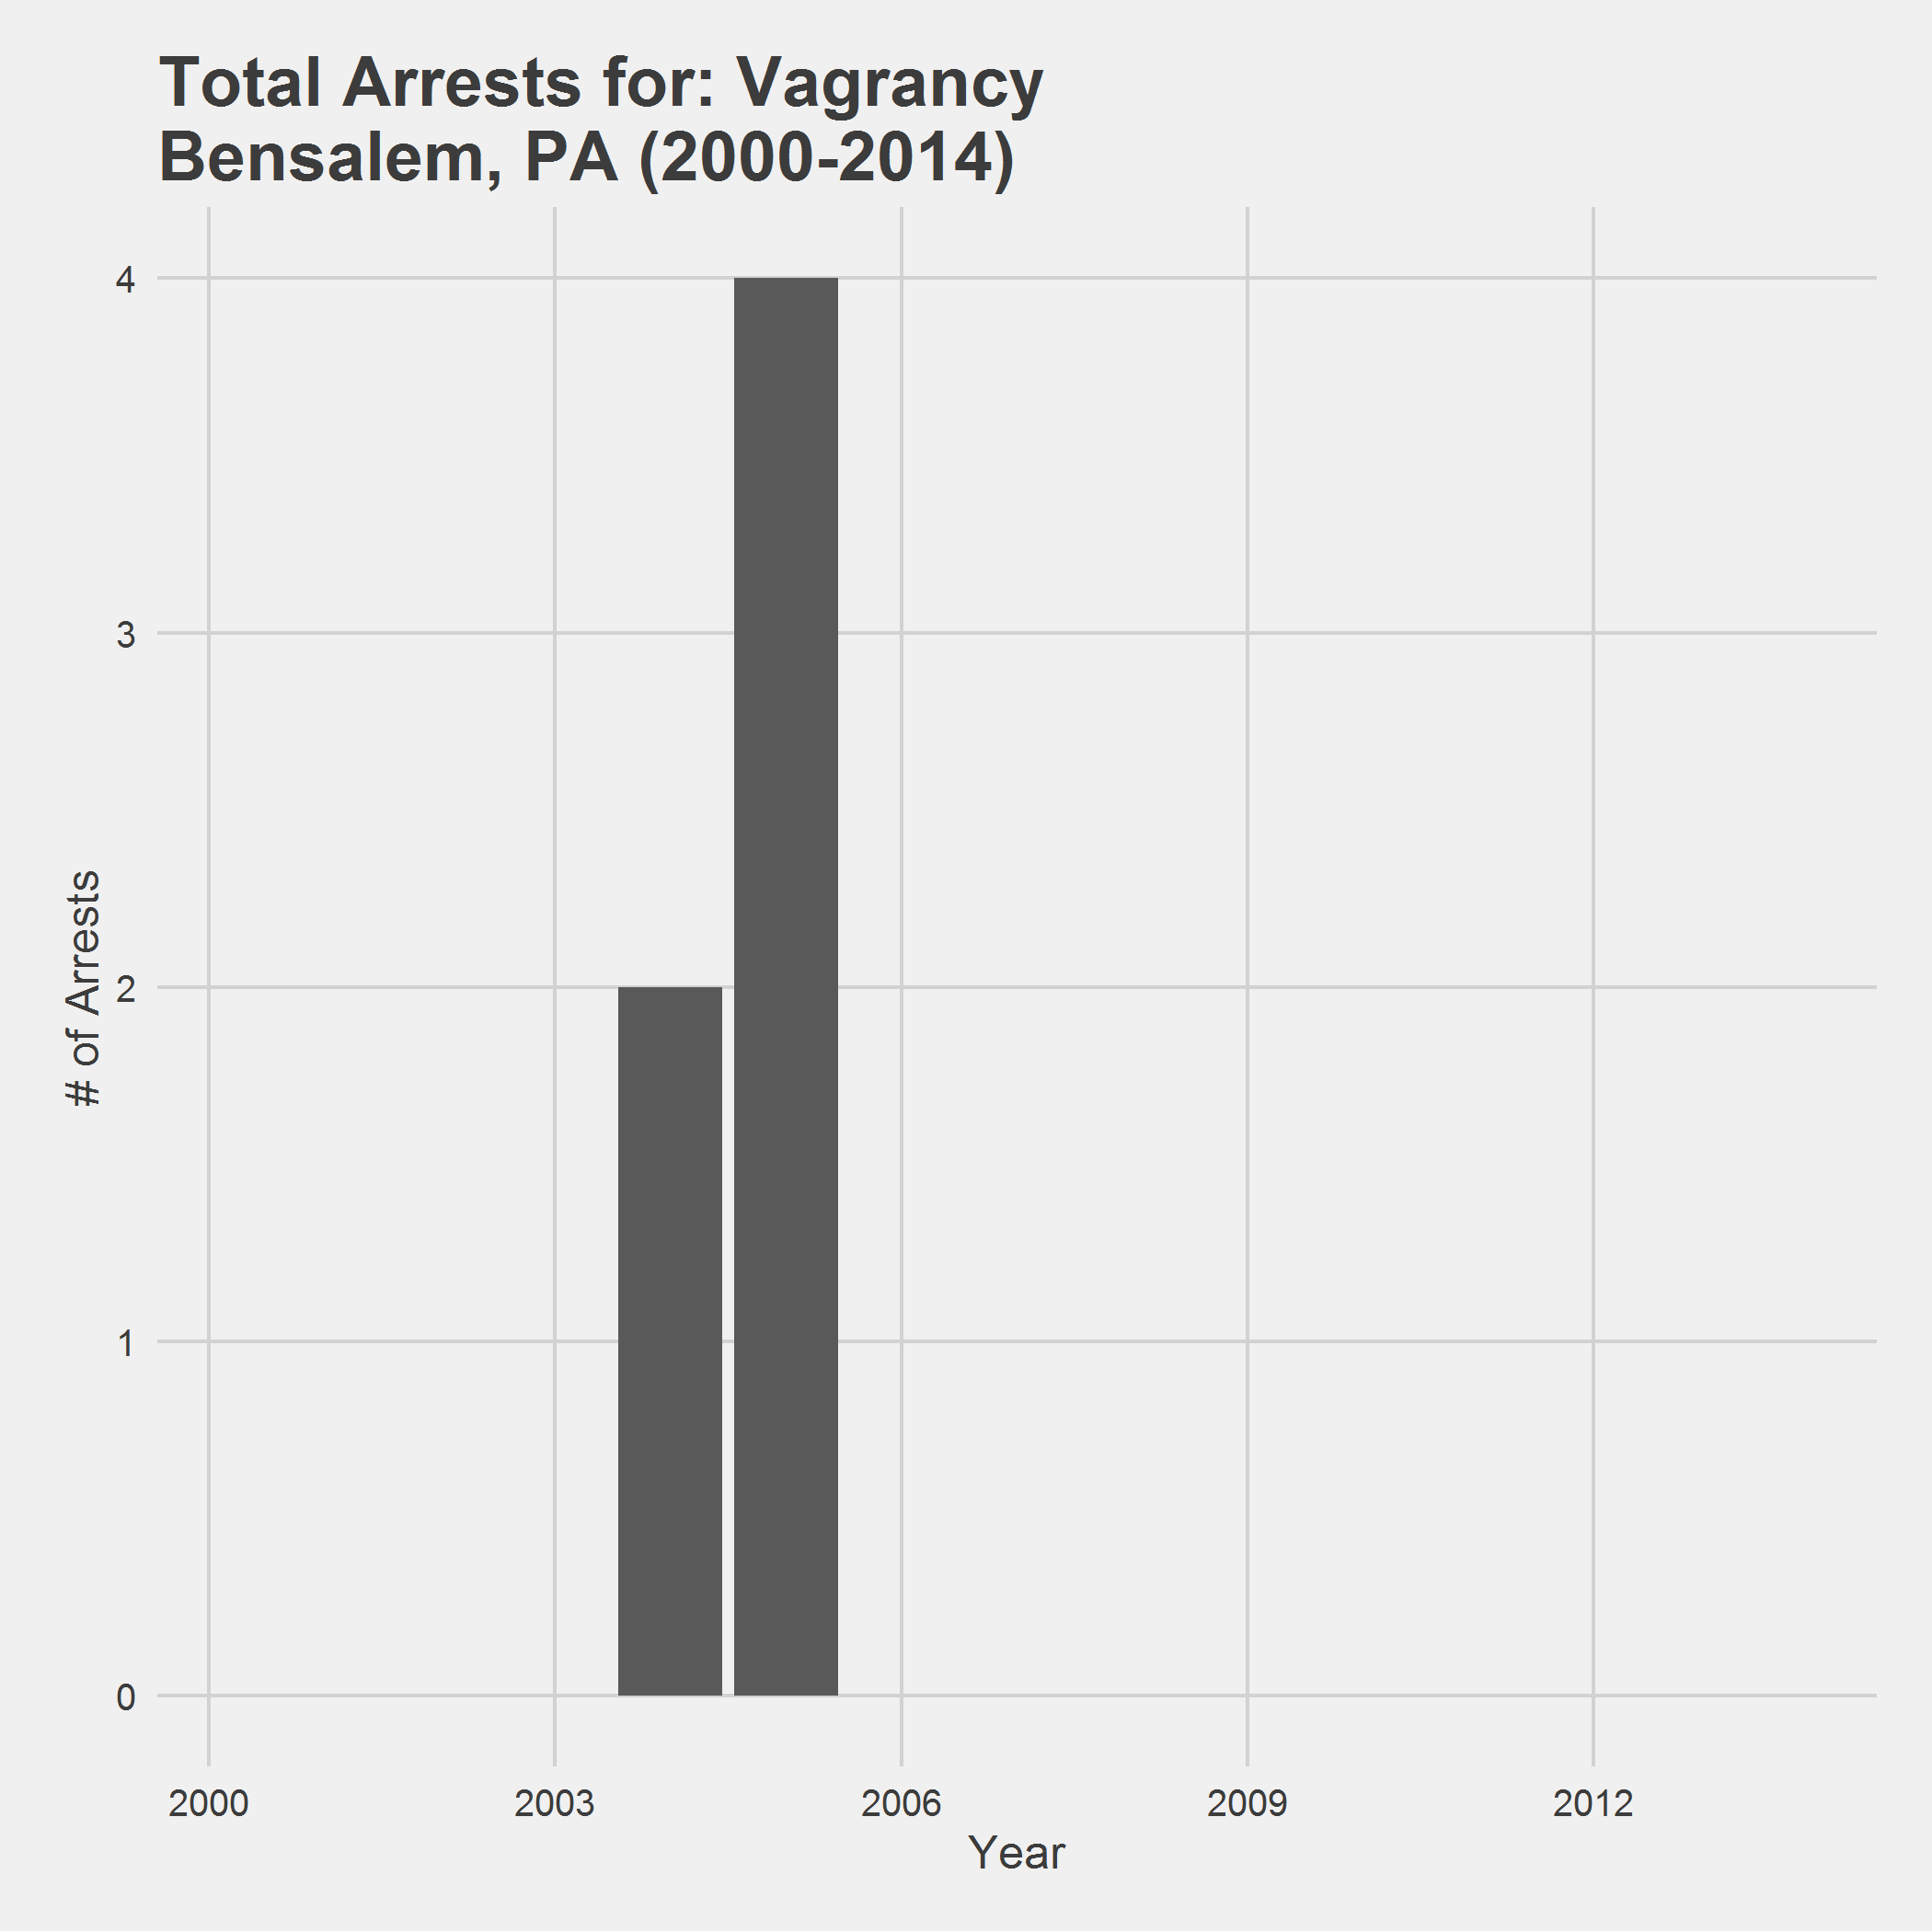 Total Arrests for: Vagrancy
Bensalem, PA (2000-2014)
4
3
2
1
0
# of Arrests
2000 2003 2006 2009 2012
Year